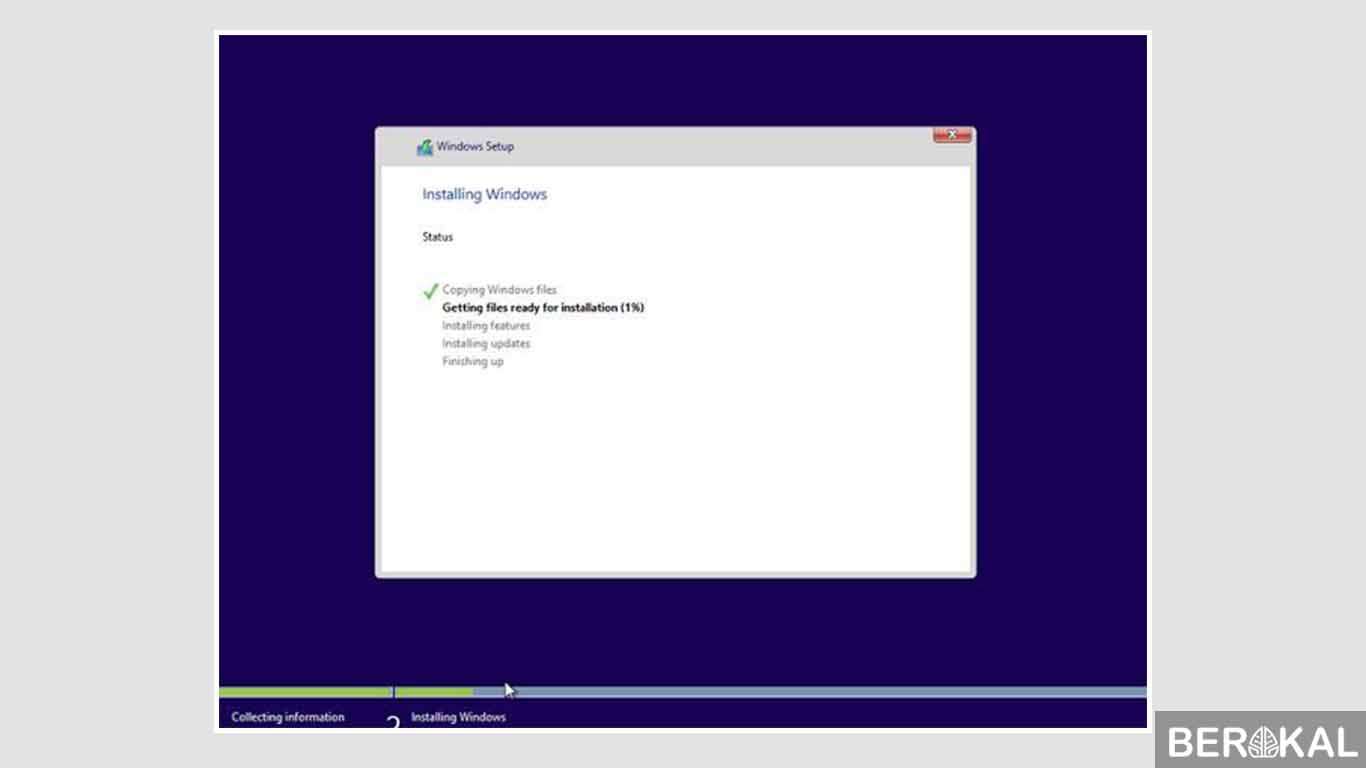 Windows Setup
Installing Windows
Status
Copying Windows files
Getting files ready for installation (1%)
Installing features
Installing updates
Finishing up
Collecting information
2 Installing Windows
BEROKAL